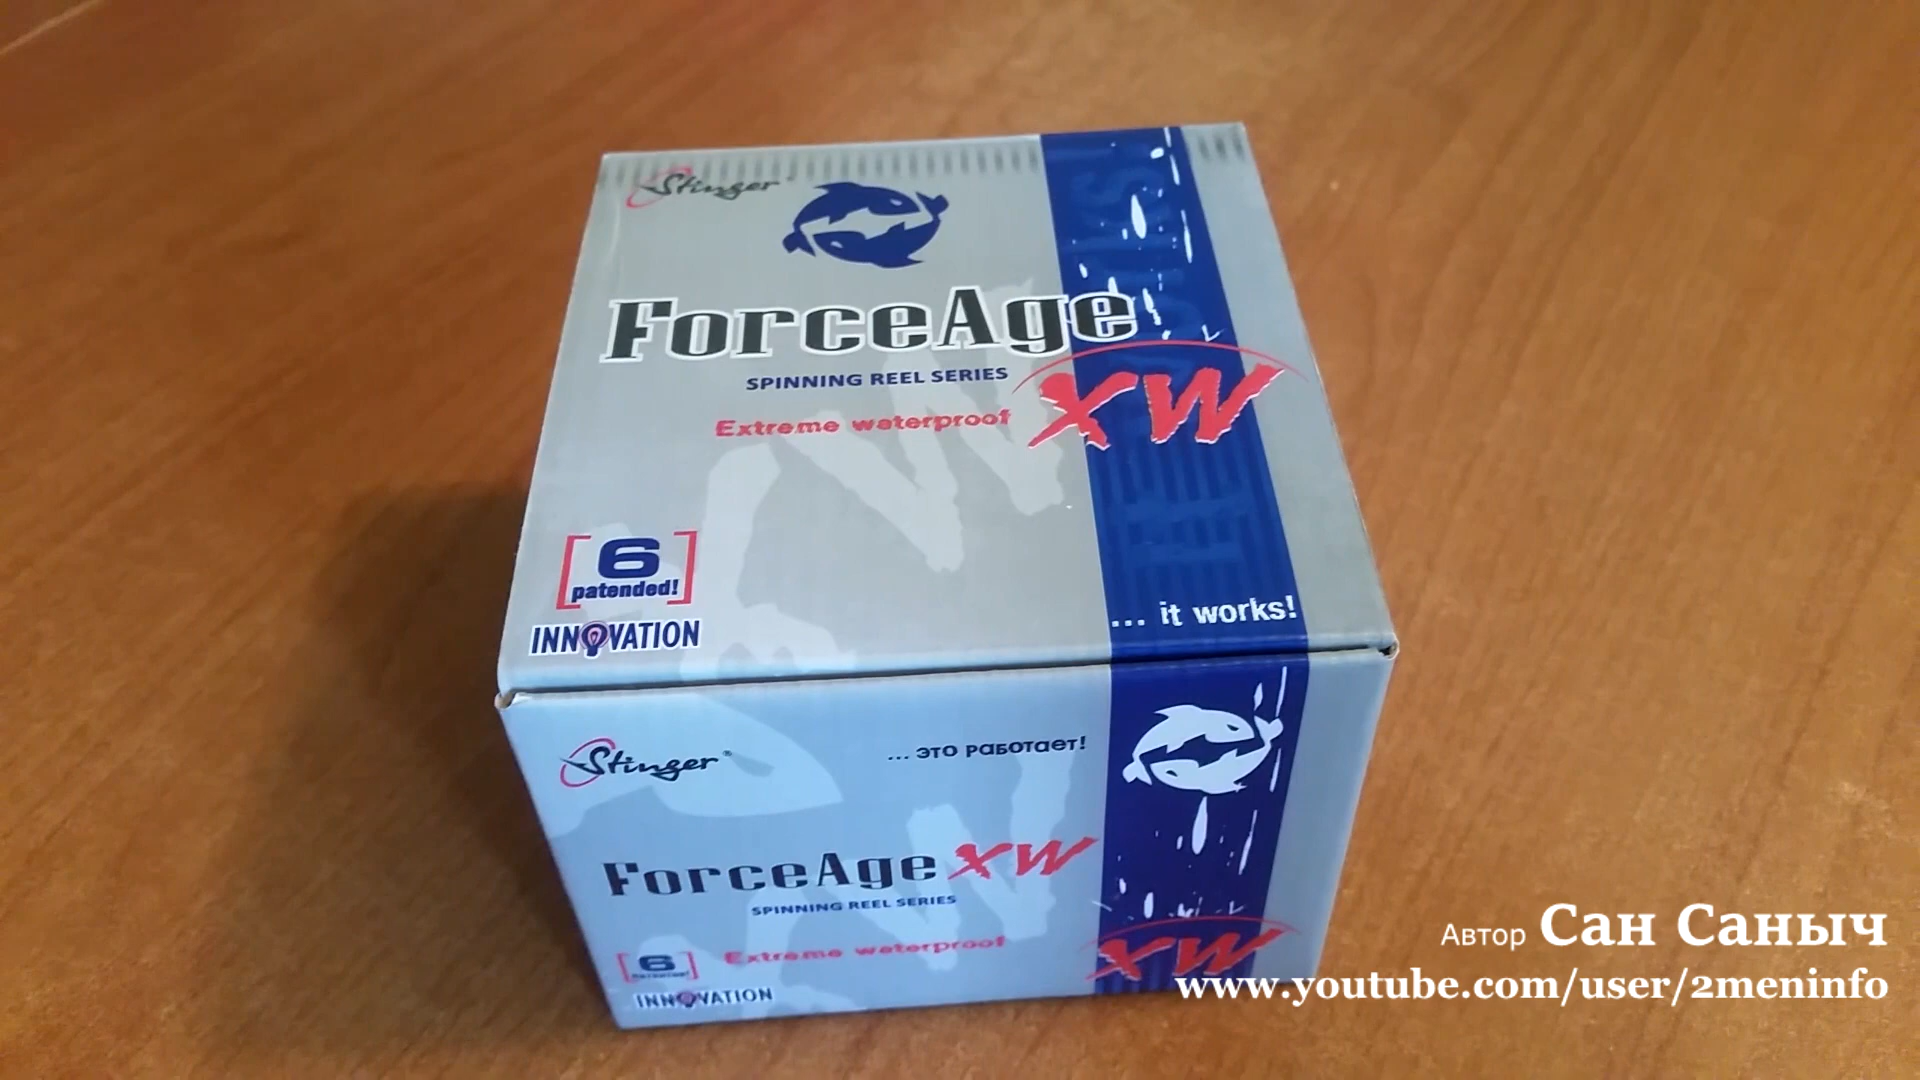 Stinger
ForceAge
SPINNING REEL SERIES
XW
Extreme waterproof
6
patended!
INNOVATION
... it works!
Stinger®
... это работает!
ForceAge XW
SPINNING REEL SERIES
6
Extreme waterproof
INNOVATION
XW
Автор Сан Саныч
www.youtube.com/user/2meninfo